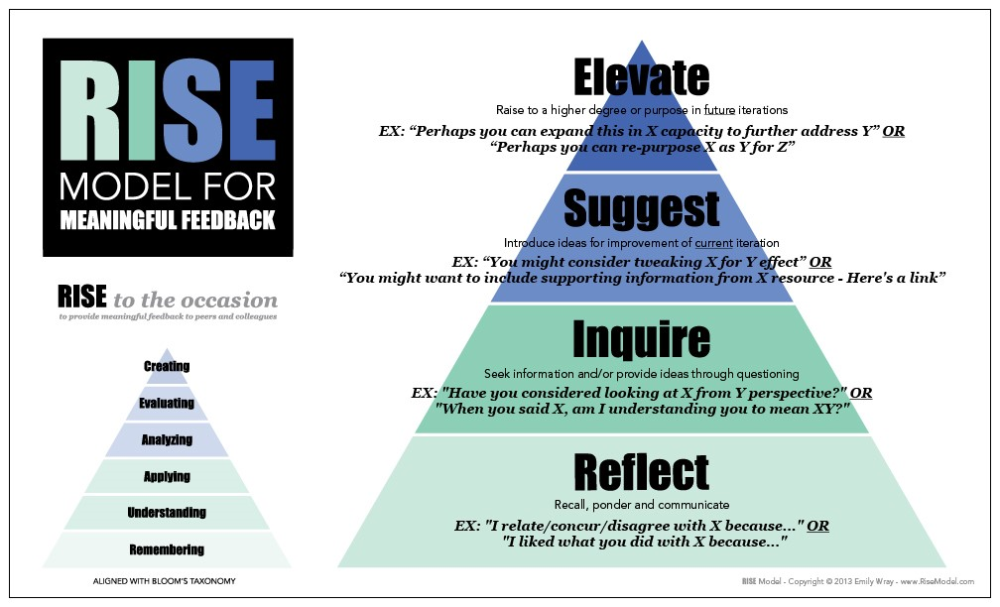 RISE
MODEL FOR
MEANINGFUL FEEDBACK
RISE to the occasion
to provide meaningful feedback to peers and colleagues
Creating
Evaluating
Analyzing
Applying
Understanding
Remembering
ALIGNED WITH BLOOM'S TAXONOMY
Elevate
Raise to a higher degree or purpose in future iterations
EX: “Perhaps you can expand this in X capacity to further address Y” OR
“Perhaps you can re-purpose X as Y for Z”
Suggest
Introduce ideas for improvement of current iteration
EX: “You might consider tweaking X for Y effect” OR
“You might want to include supporting information from X resource - Here's a link”
Inquire
Seek information and/or provide ideas through questioning
EX: "Have you considered looking at X from Y perspective?" OR
"When you said X, am I understanding you to mean XY?"
Reflect
Recall, ponder and communicate
EX: "I relate/concur/disagree with X because..." OR
"I liked what you did with X because..."
RISE Model - Copyright © 2013 Emily Wray - www.RiseModel.com